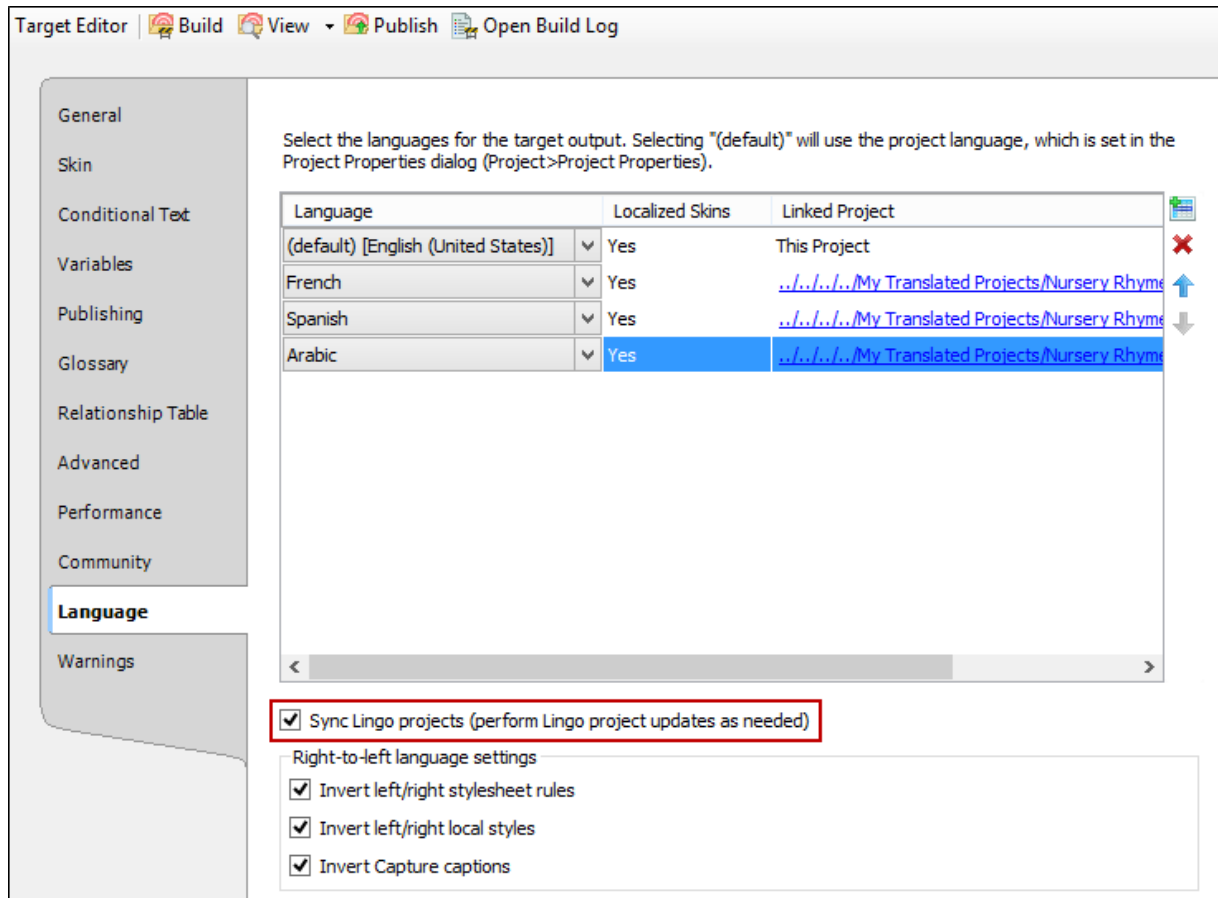 Target Editor Build View Publish Open Build Log
General
Skin
Conditional Text
Variables
Publishing
Glossary
Relationship Table
Advanced
Performance
Community
Language
Warnings
Select the languages for the target output. Selecting "(default)" will use the project language, which is set in the
Project Properties dialog (Project>Project Properties).
Language Localized Skins Linked Project
(default) [English (United States)] Yes This Project
French Yes ../../../../My Translated Projects/Nursery Rhyme
Spanish Yes ../../../../My Translated Projects/Nursery Rhyme
Arabic Yes ../../../../My Translated Projects/Nursery Rhyme
Sync Lingo projects (perform Lingo project updates as needed)
Right-to-left language settings
Invert left/right stylesheet rules
Invert left/right local styles
Invert Capture captions